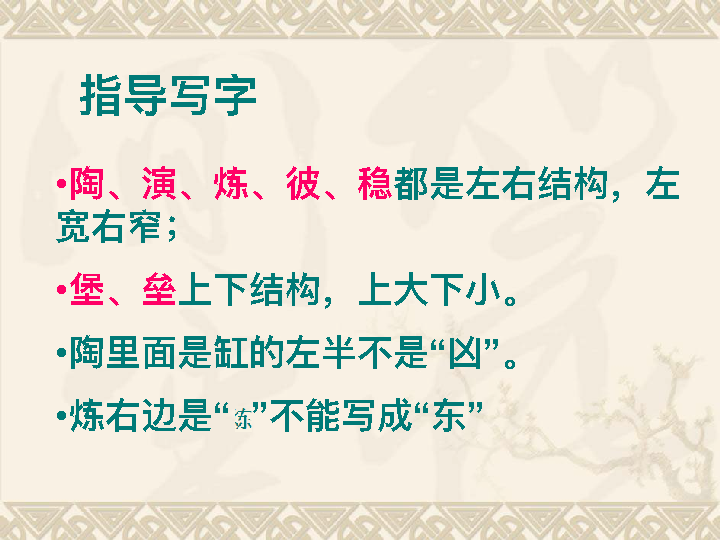 指导写字
•陶、演、炼、彼、稳都是左右结构，左
宽右窄；
•堡、垒上下结构，上大下小。
•陶里面是缸的左半不是“凶”。
•炼右边是“”不能写成“东”